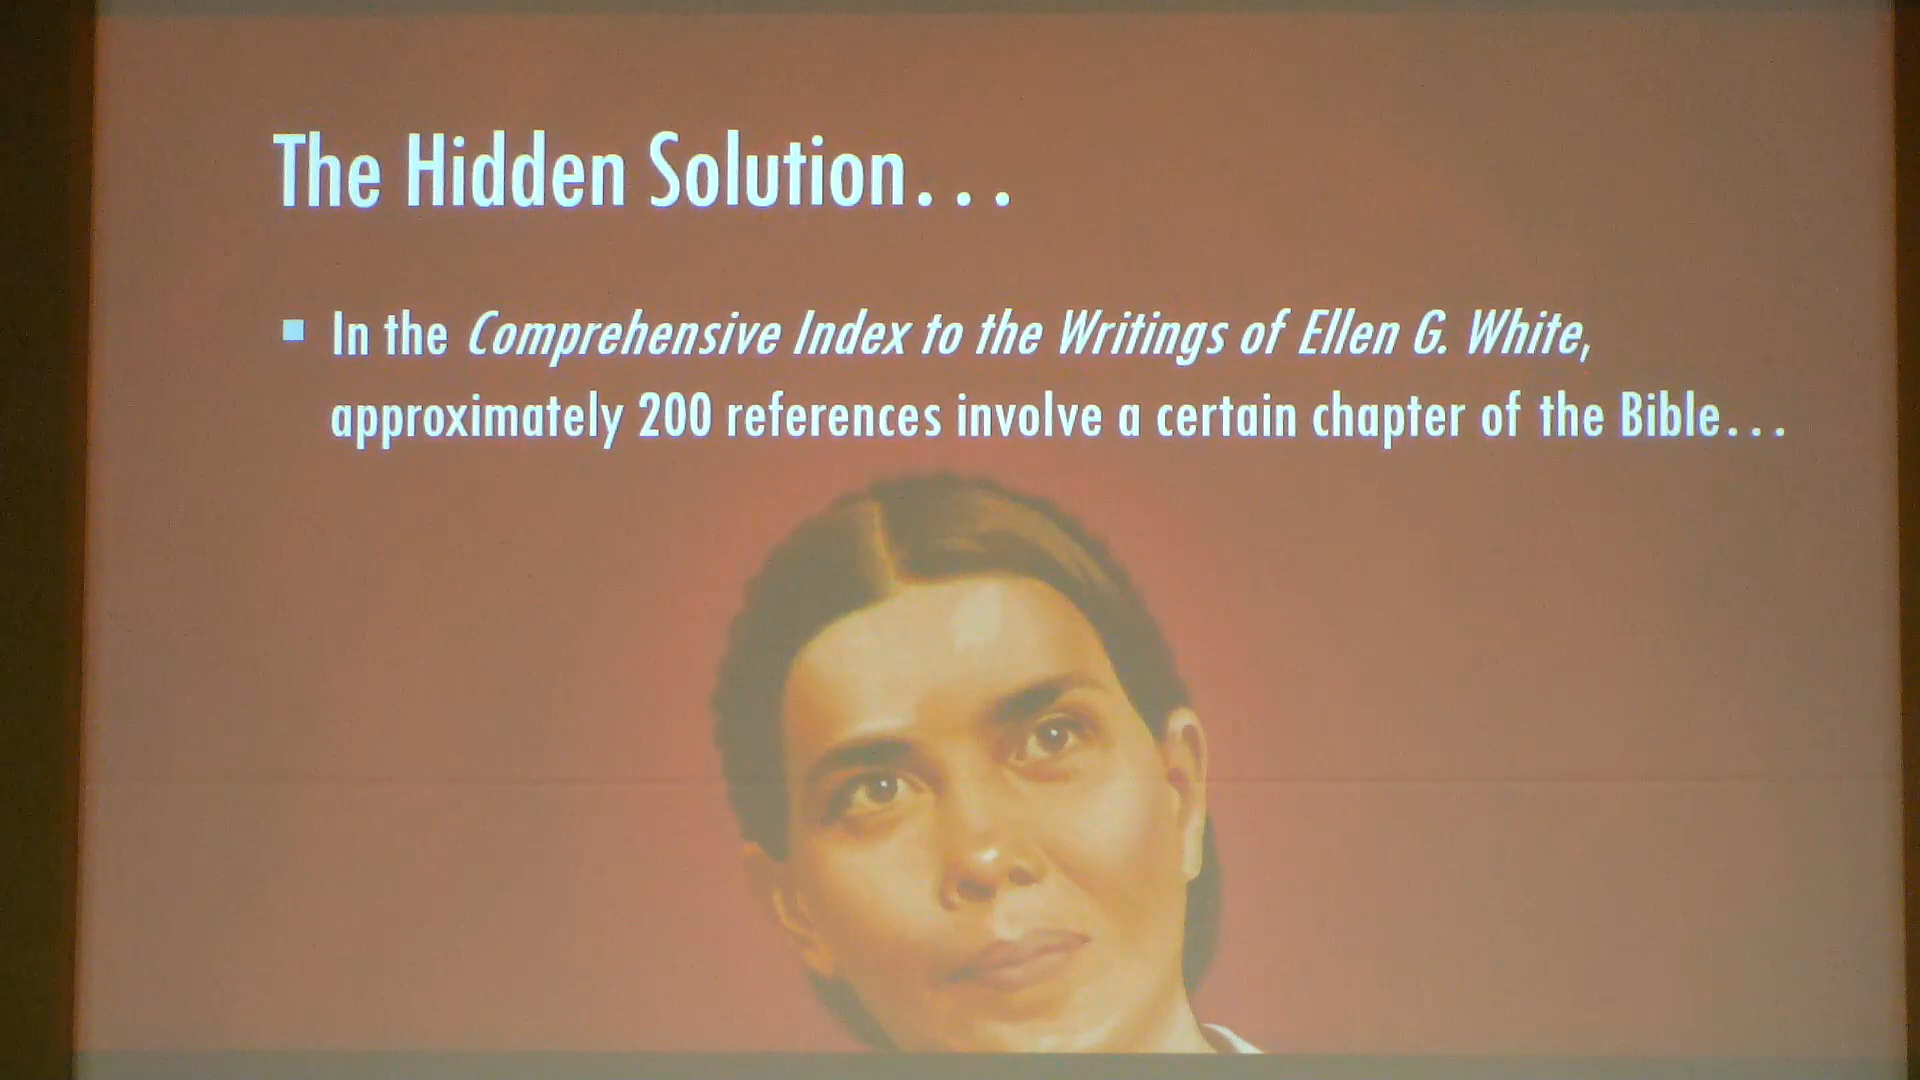 The Hidden Solution...
▪ In the Comprehensive Index to the Writings of Ellen G. White,
approximately 200 references involve a certain chapter of the Bible...